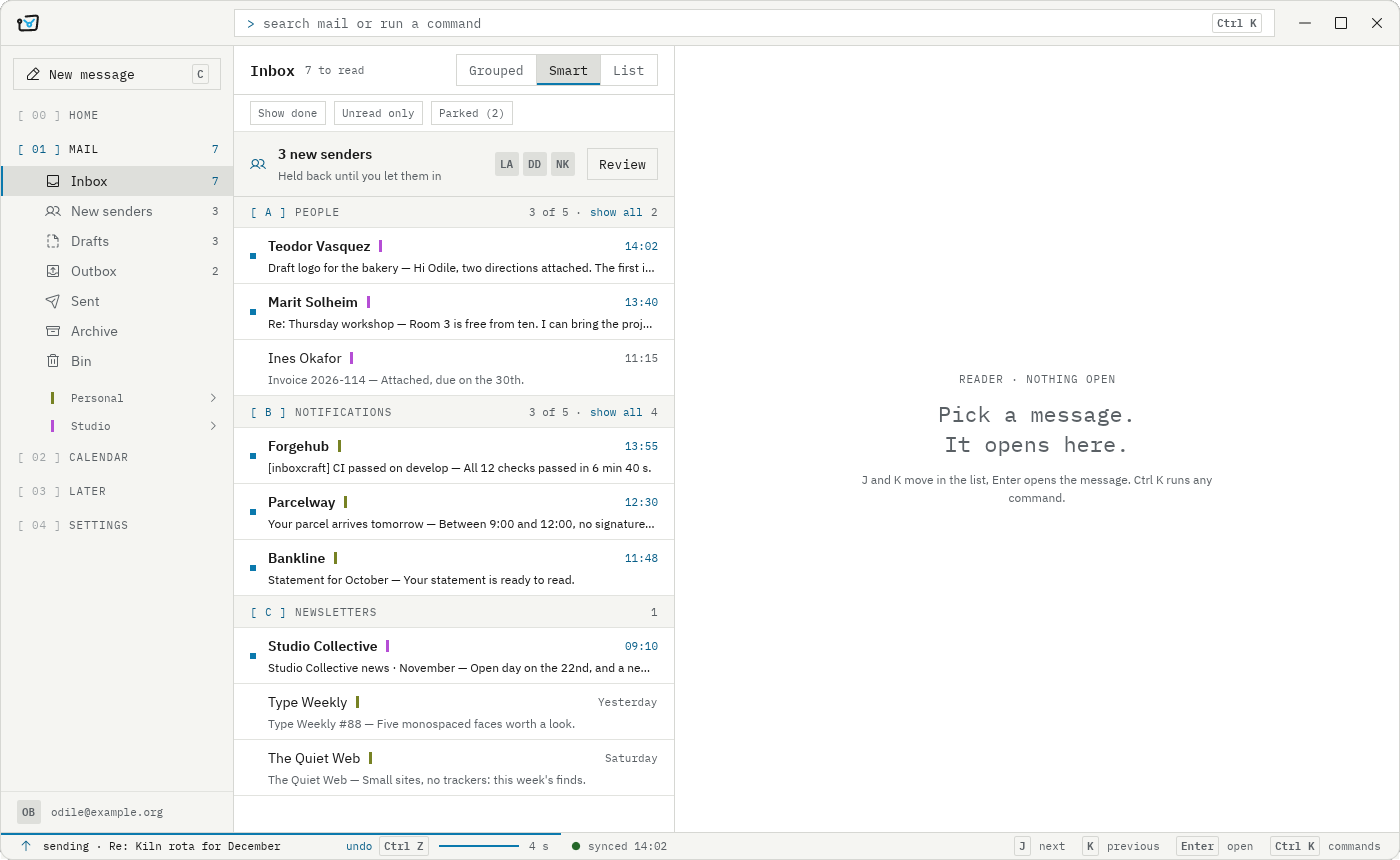 > search mail or run a command Ctrl K
New message C
[ 00 ] HOME
[ 01 ] MAIL 7
Inbox 7
New senders 3
Drafts 3
Outbox 2
Sent
Archive
Bin
Personal
Studio
[ 02 ] CALENDAR
[ 03 ] LATER
[ 04 ] SETTINGS
OB odile@example.org
Inbox 7 to read Grouped Smart List
Show done Unread only Parked (2)
3 new senders
Held back until you let them in
LA DD NK Review
[ A ] PEOPLE 3 of 5 · show all 2
Teodor Vasquez 14:02
Draft logo for the bakery — Hi Odile, two directions attached. The first i…
Marit Solheim 13:40
Re: Thursday workshop — Room 3 is free from ten. I can bring the proj…
Ines Okafor 11:15
Invoice 2026-114 — Attached, due on the 30th.
[ B ] NOTIFICATIONS 3 of 5 · show all 4
Forgehub 13:55
[inboxcraft] CI passed on develop — All 12 checks passed in 6 min 40 s.
Parcelway 12:30
Your parcel arrives tomorrow — Between 9:00 and 12:00, no signature…
Bankline 11:48
Statement for October — Your statement is ready to read.
[ C ] NEWSLETTERS 1
Studio Collective 09:10
Studio Collective news · November — Open day on the 22nd, and a ne…
Type Weekly Yesterday
Type Weekly #88 — Five monospaced faces worth a look.
The Quiet Web Saturday
The Quiet Web — Small sites, no trackers: this week's finds.
READER · NOTHING OPEN
Pick a message.
It opens here.
J and K move in the list, Enter opens the message. Ctrl K runs any
command.
sending · Re: Kiln rota for December undo Ctrl Z 4 s synced 14:02 J next K previous Enter open Ctrl K commands